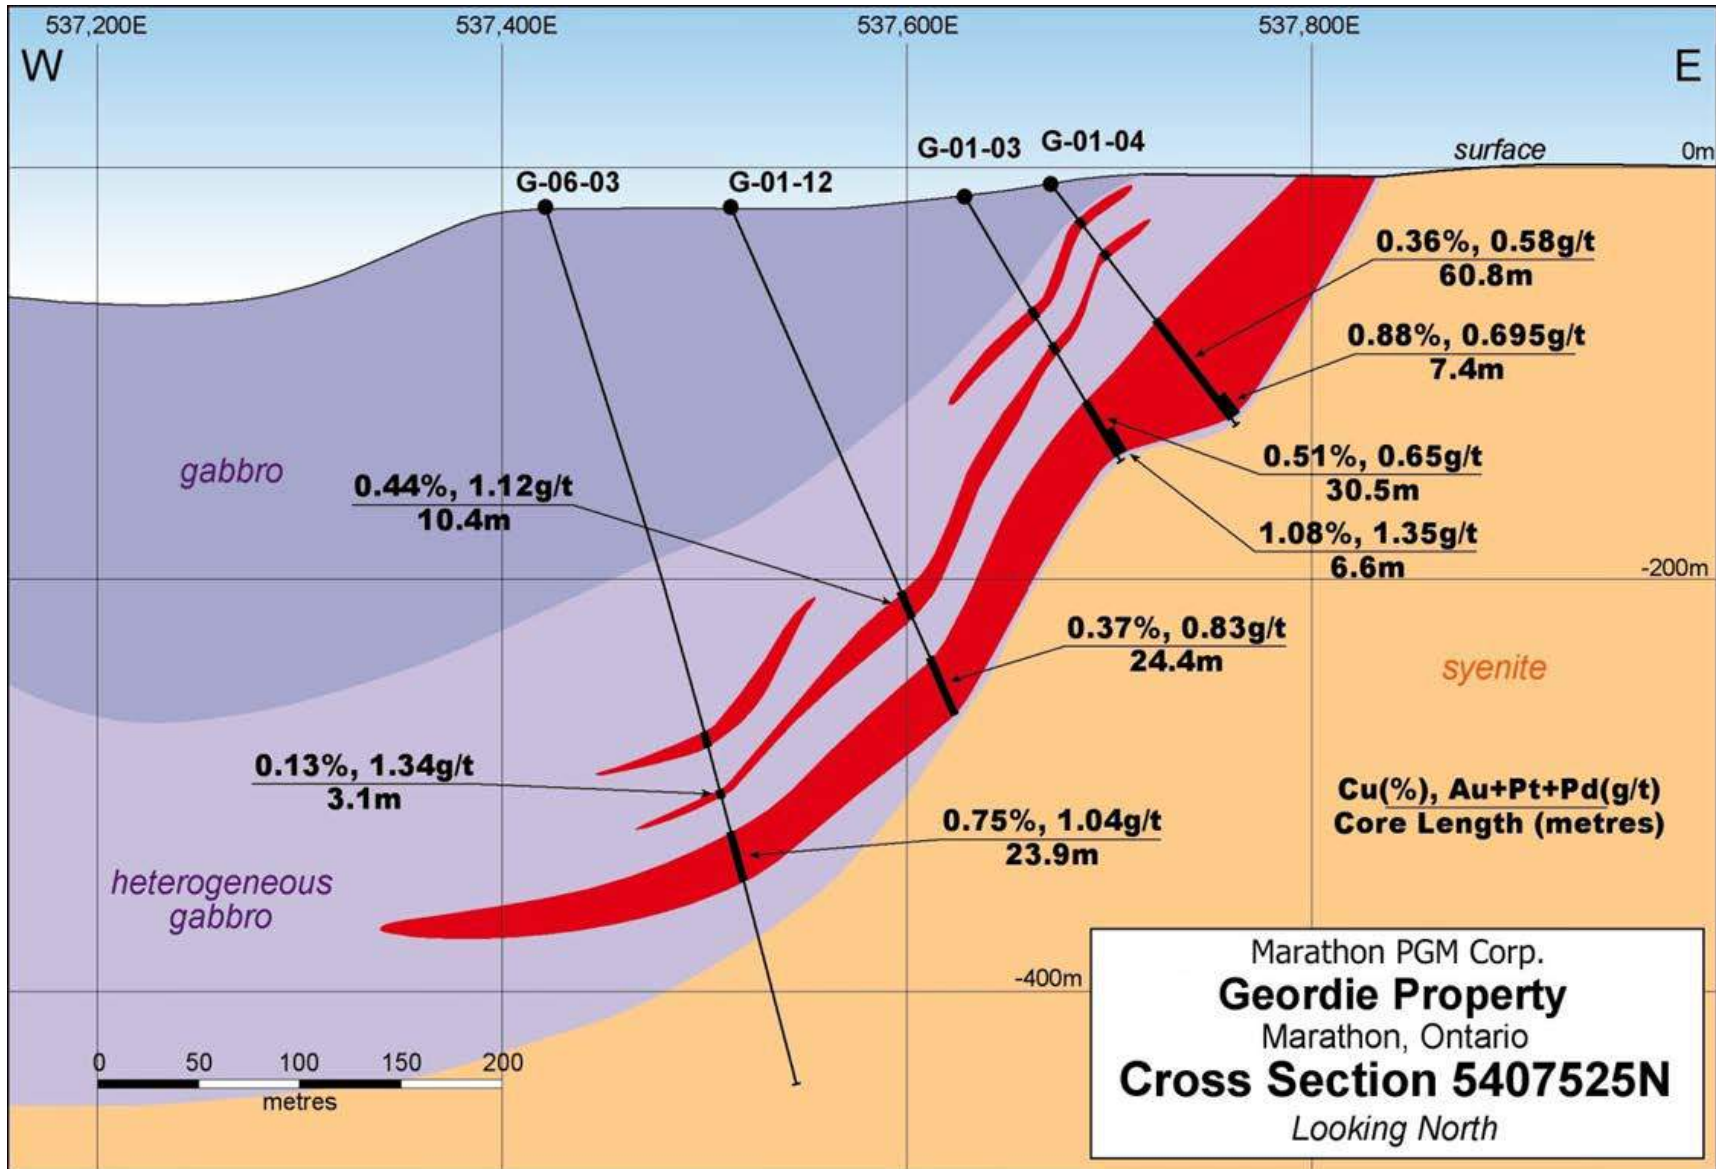 537,200E
537,400E
537,600E
537,800E
W
E
G-01-03
G-01-04
surface
0m
G-06-03
G-01-12
0.36%, 0.58g/t
60.8m
0.88%, 0.695g/t
7.4m
gabbro
0.44%, 1.12g/t
10.4m
0.51%, 0.65g/t
30.5m
1.08%, 1.35g/t
6.6m
-200m
0.37%, 0.83g/t
24.4m
syenite
0.13%, 1.34g/t
3.1m
Cu(%), Au+Pt+Pd(g/t)
Core Length (metres)
0.75%, 1.04g/t
23.9m
heterogeneous
gabbro
-400m
0 50 100 150 200
metres
Marathon PGM Corp.
Geordie Property
Marathon, Ontario
Cross Section 5407525N
Looking North